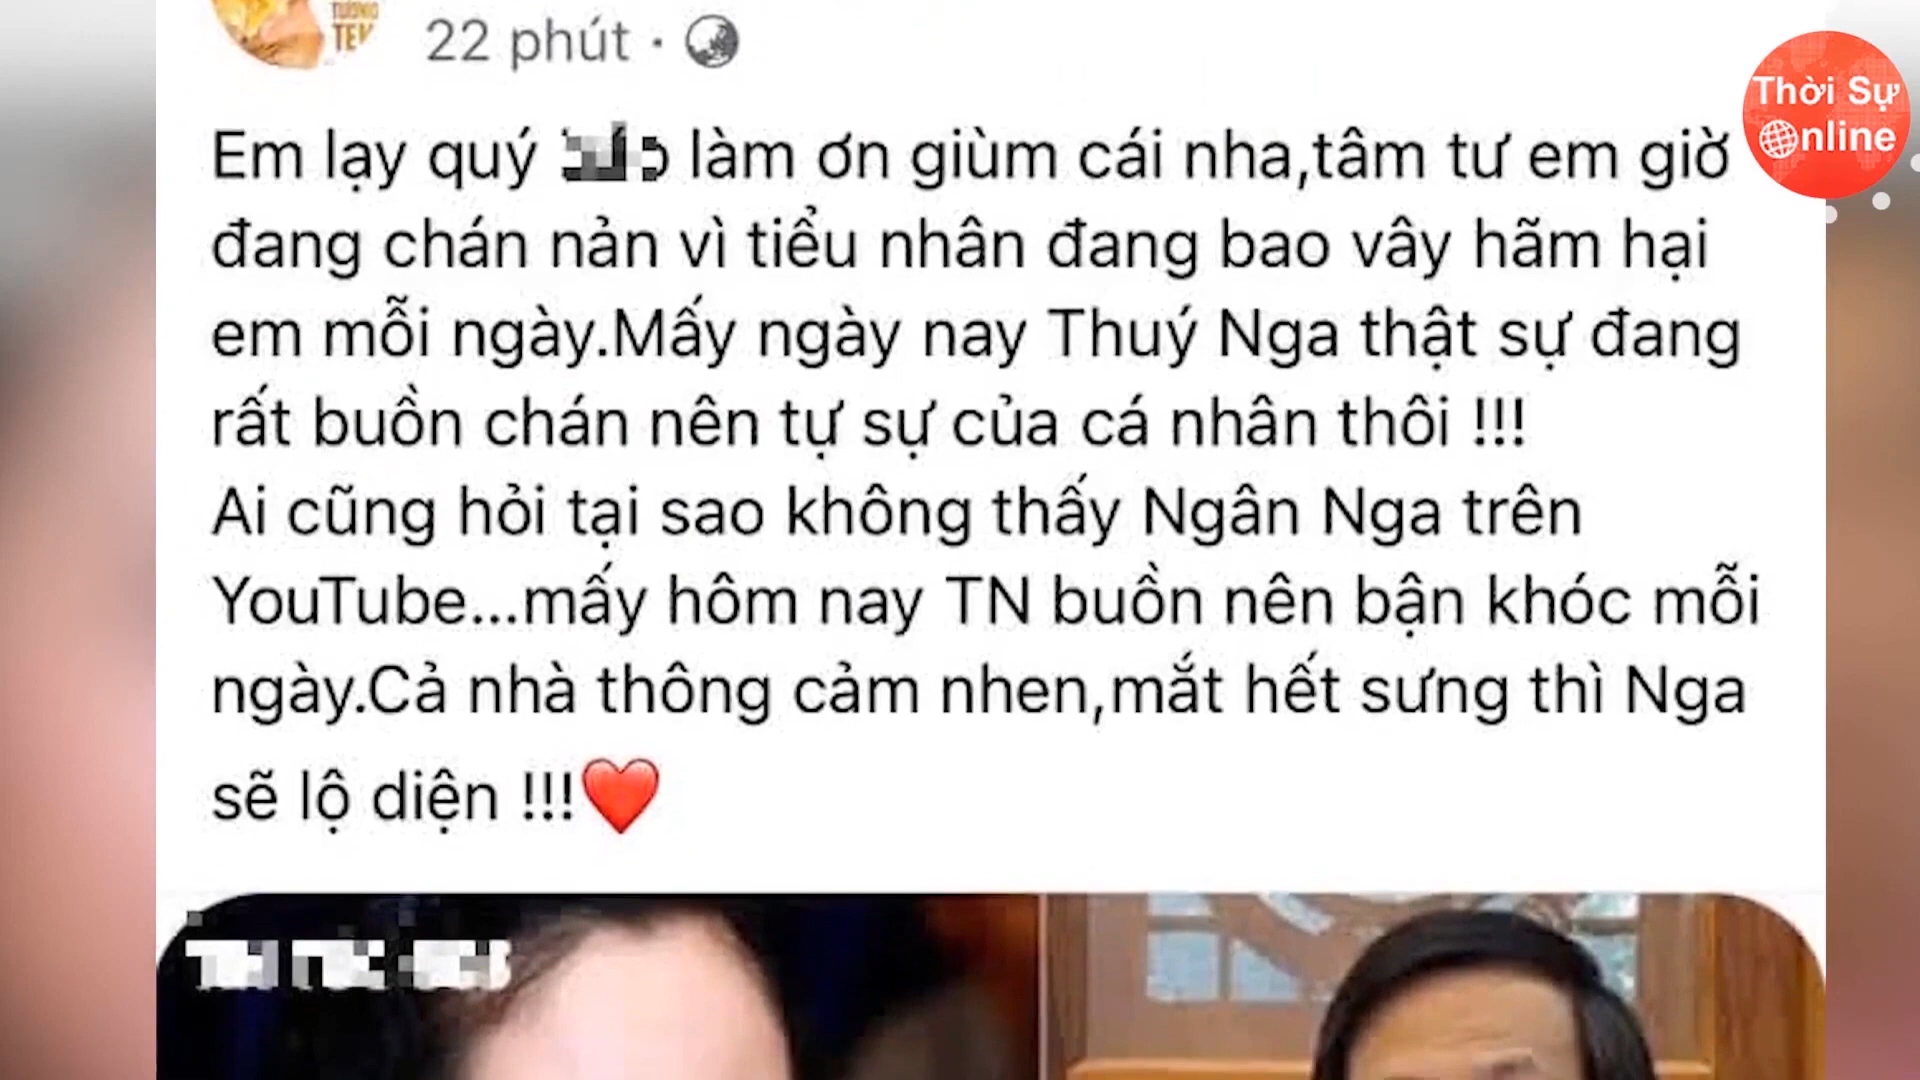 22 phút ·
Em lạy quý làm ơn giùm cái nha,tâm tư em giờ
đang chán nản vì tiểu nhân đang bao vây hãm hại
em mỗi ngày.Mấy ngày nay Thuý Nga thật sự đang
rất buồn chán nên tự sự của cá nhân thôi !!!
Ai cũng hỏi tại sao không thấy Ngân Nga trên
YouTube...mấy hôm nay TN buồn nên bận khóc mỗi
ngày.Cả nhà thông cảm nhen,mắt hết sưng thì Nga
sẽ lộ diện !!!❤️
Thời Sự
Online